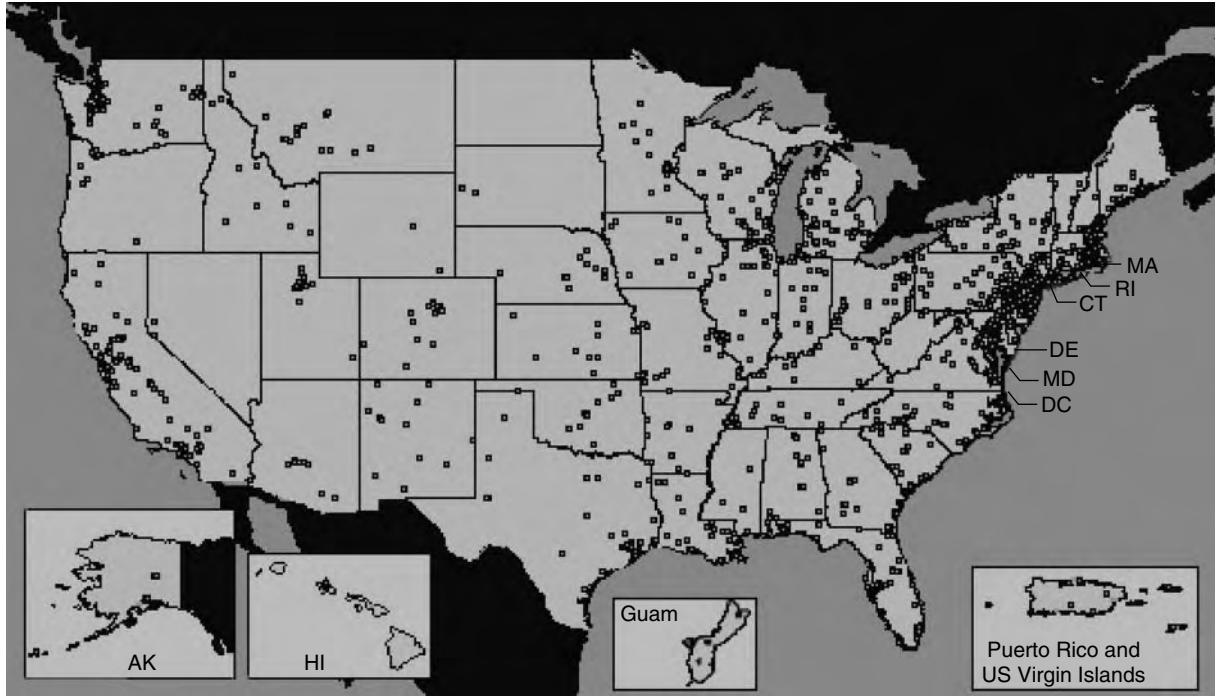 MA
RI
CT
DE
MD
DC
Guam
AK
HI
Puerto Rico and
US Virgin Islands